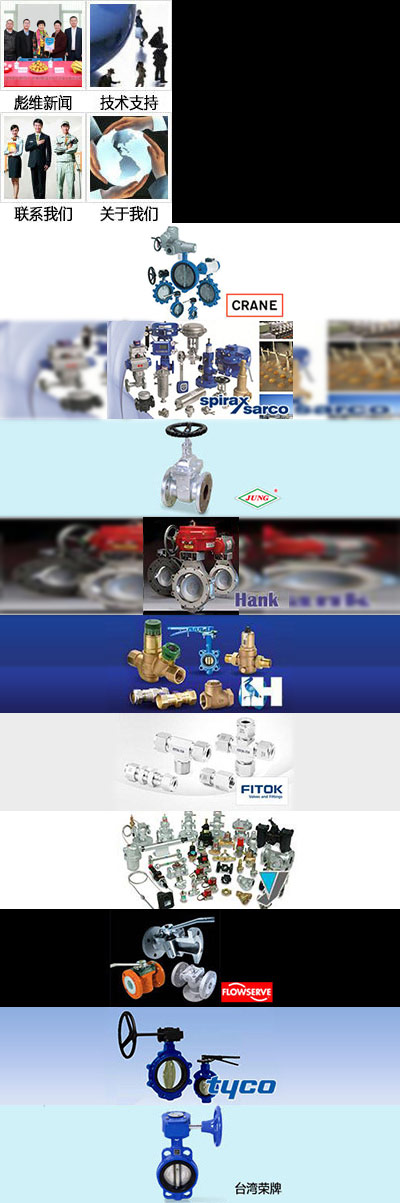 彪维新闻 技术支持
联系我们 关于我们
CRANE
spirax
sarco
sarco
JUNG
Hank
H
FITOK
Valves and Fittings
FLOWSERVE
tyco
台湾荣牌